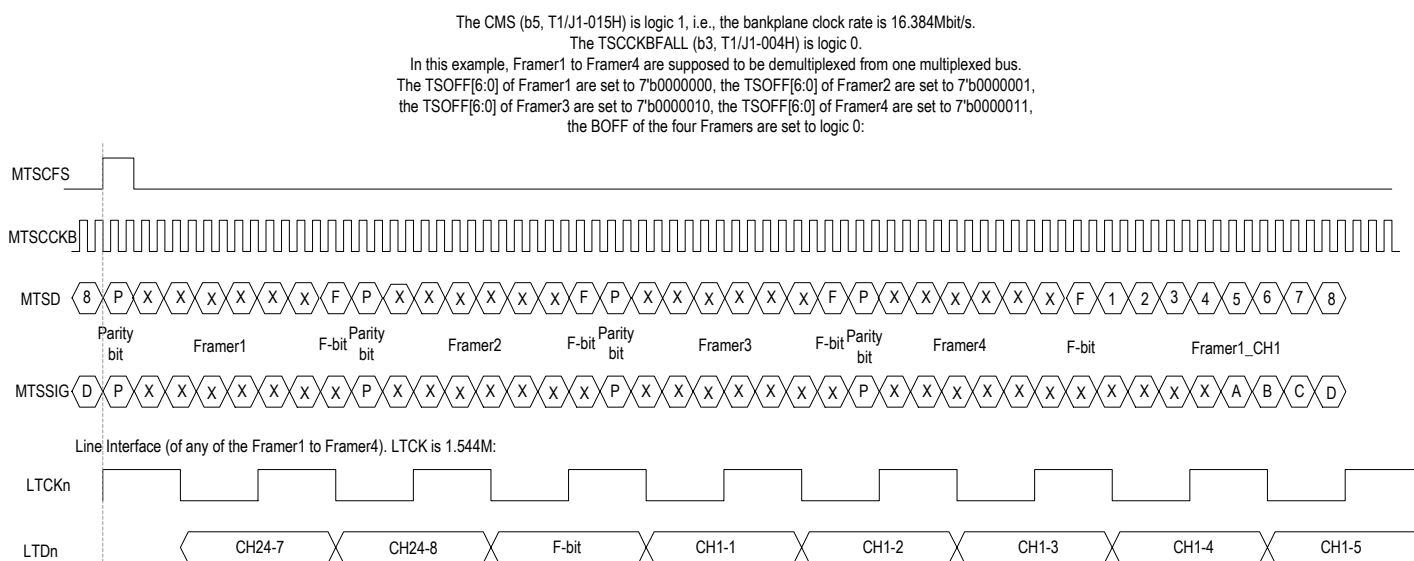 The CMS (b5, T1/J1-015H) is logic 1, i.e., the bankplane clock rate is 16.384Mbit/s.
The TSCCKBFALL (b3, T1/J1-004H) is logic 0.
In this example, Framer1 to Framer4 are supposed to be demultiplexed from one multiplexed bus.
The TSOFF[6:0] of Framer1 are set to 7'b0000000, the TSOFF[6:0] of Framer2 are set to 7'b0000001,
the TSOFF[6:0] of Framer3 are set to 7'b0000010, the TSOFF[6:0] of Framer4 are set to 7'b0000011,
the BOFF of the four Framers are set to logic 0:
MTSCFS
MTSCCKB
MTSD 8 P X X X X X X F P X X X X X X F P X X X X X X F P X X X X X X F 1 2 3 4 5 6 7 8
Parity bit Framer1 F-bit Parity bit Framer2 F-bit Parity bit Framer3 F-bit Parity bit Framer4 F-bit Framer1_CH1
MTSSIG D P X X X X X X X P X X X X X X X P X X X X X X X P X X X X X X X X X X X A B C D
Line Interface (of any of the Framer1 to Framer4). LTCK is 1.544M:
LTCKn
LTDn CH24-7 CH24-8 F-bit CH1-1 CH1-2 CH1-3 CH1-4 CH1-5